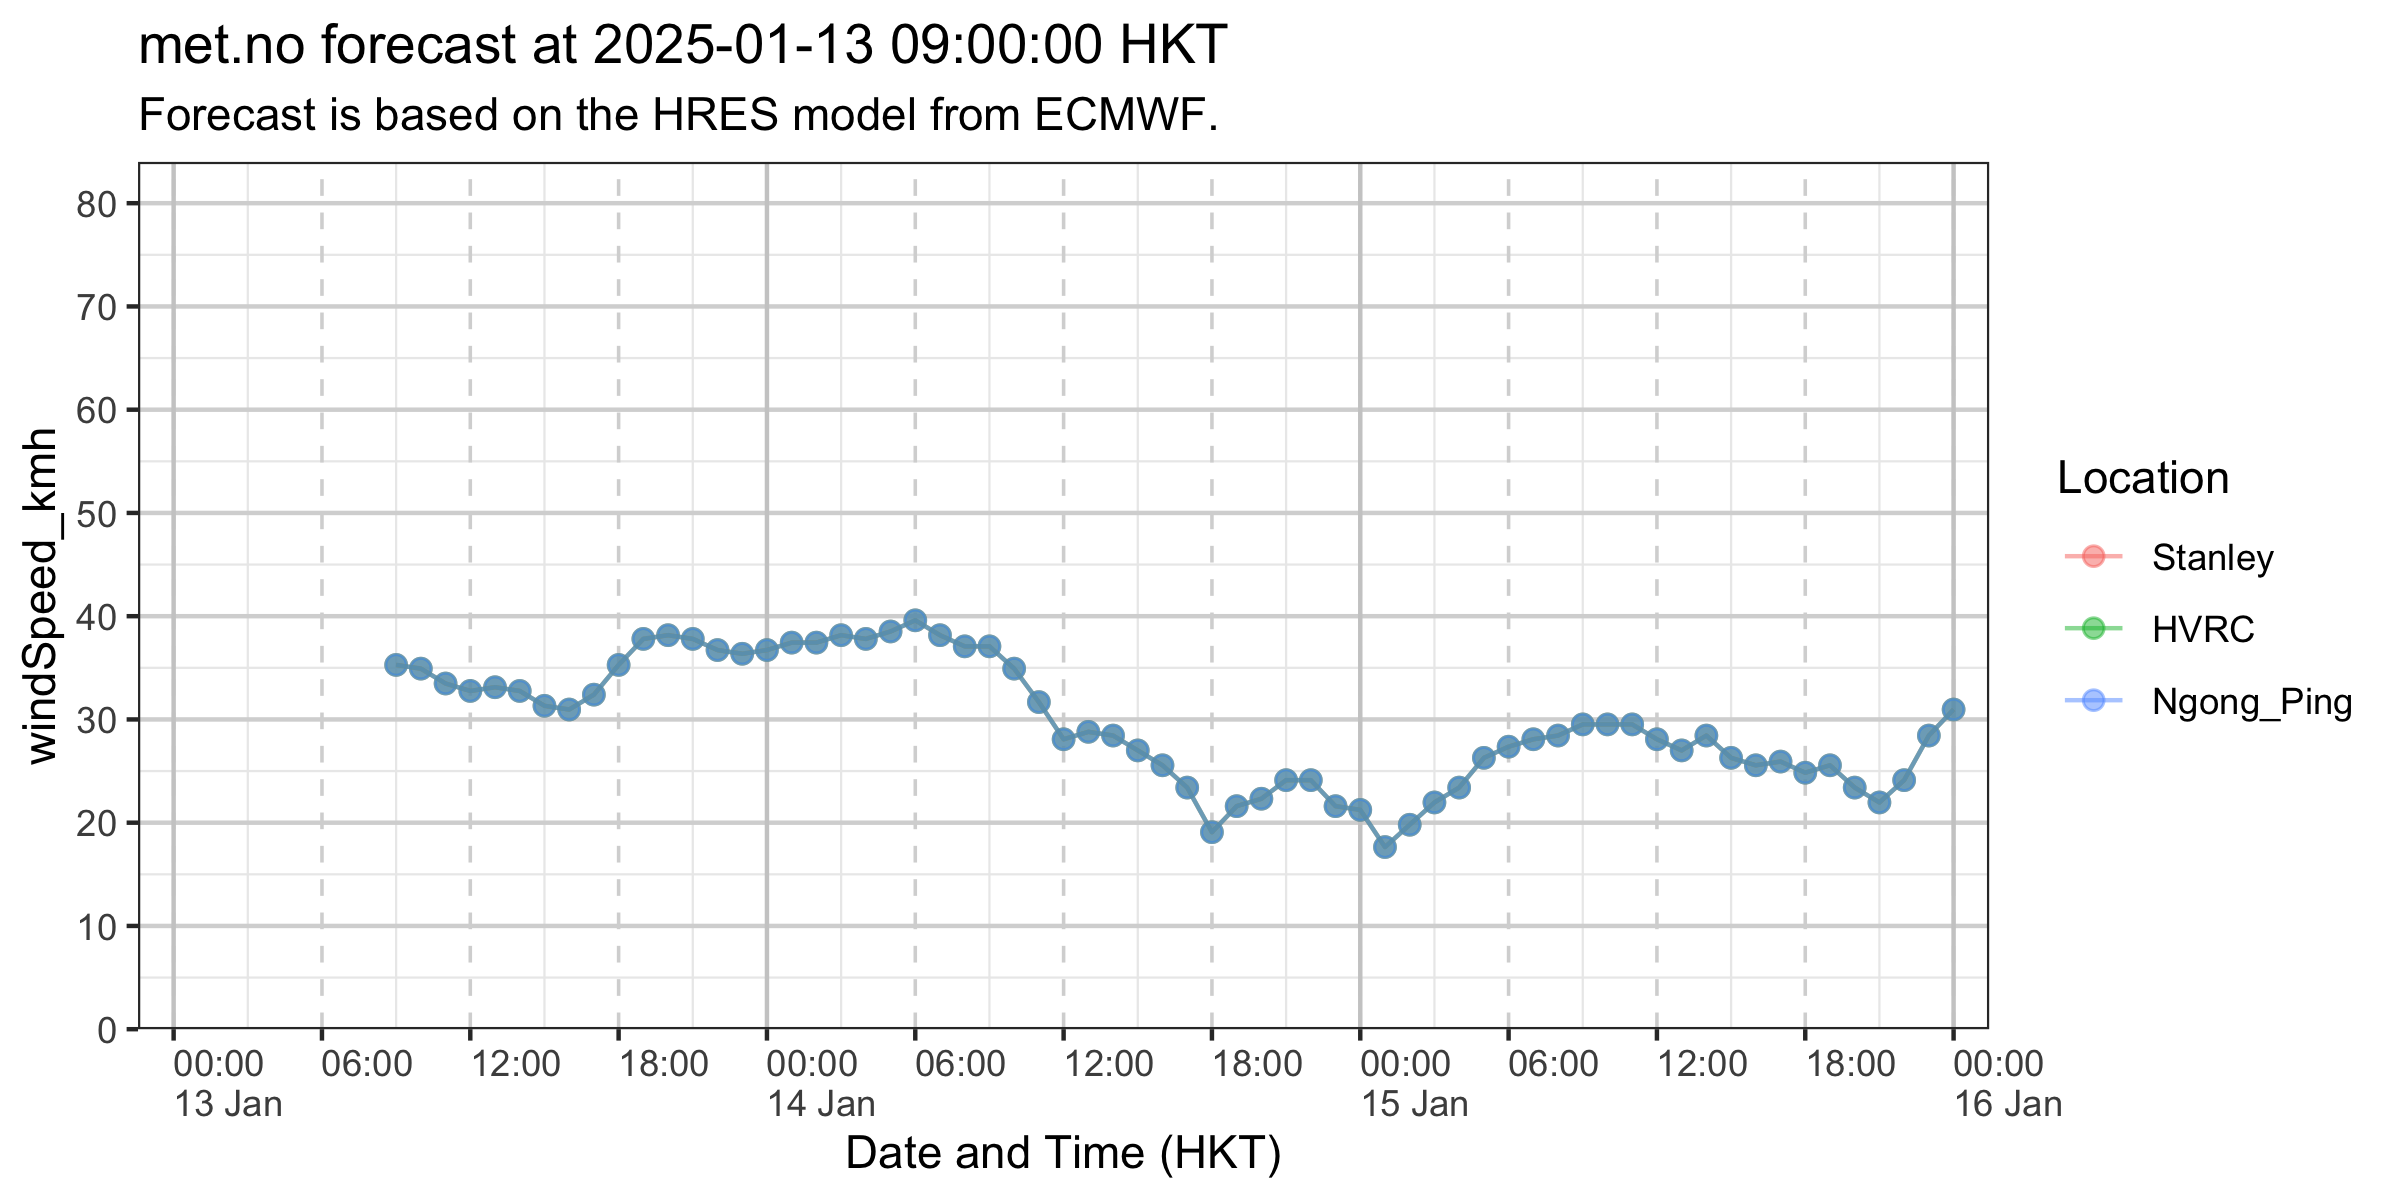 met.no forecast at 2025-01-13 09:00:00 HKT
Forecast is based on the HRES model from ECMWF.
windSpeed_kmh
80
70
60
50
40
30
20
10
0
00:00 06:00 12:00 18:00 00:00 06:00 12:00 18:00 00:00 06:00 12:00 18:00 00:00
13 Jan 14 Jan 15 Jan 16 Jan
Date and Time (HKT)
Location
Stanley
HVRC
Ngong_Ping